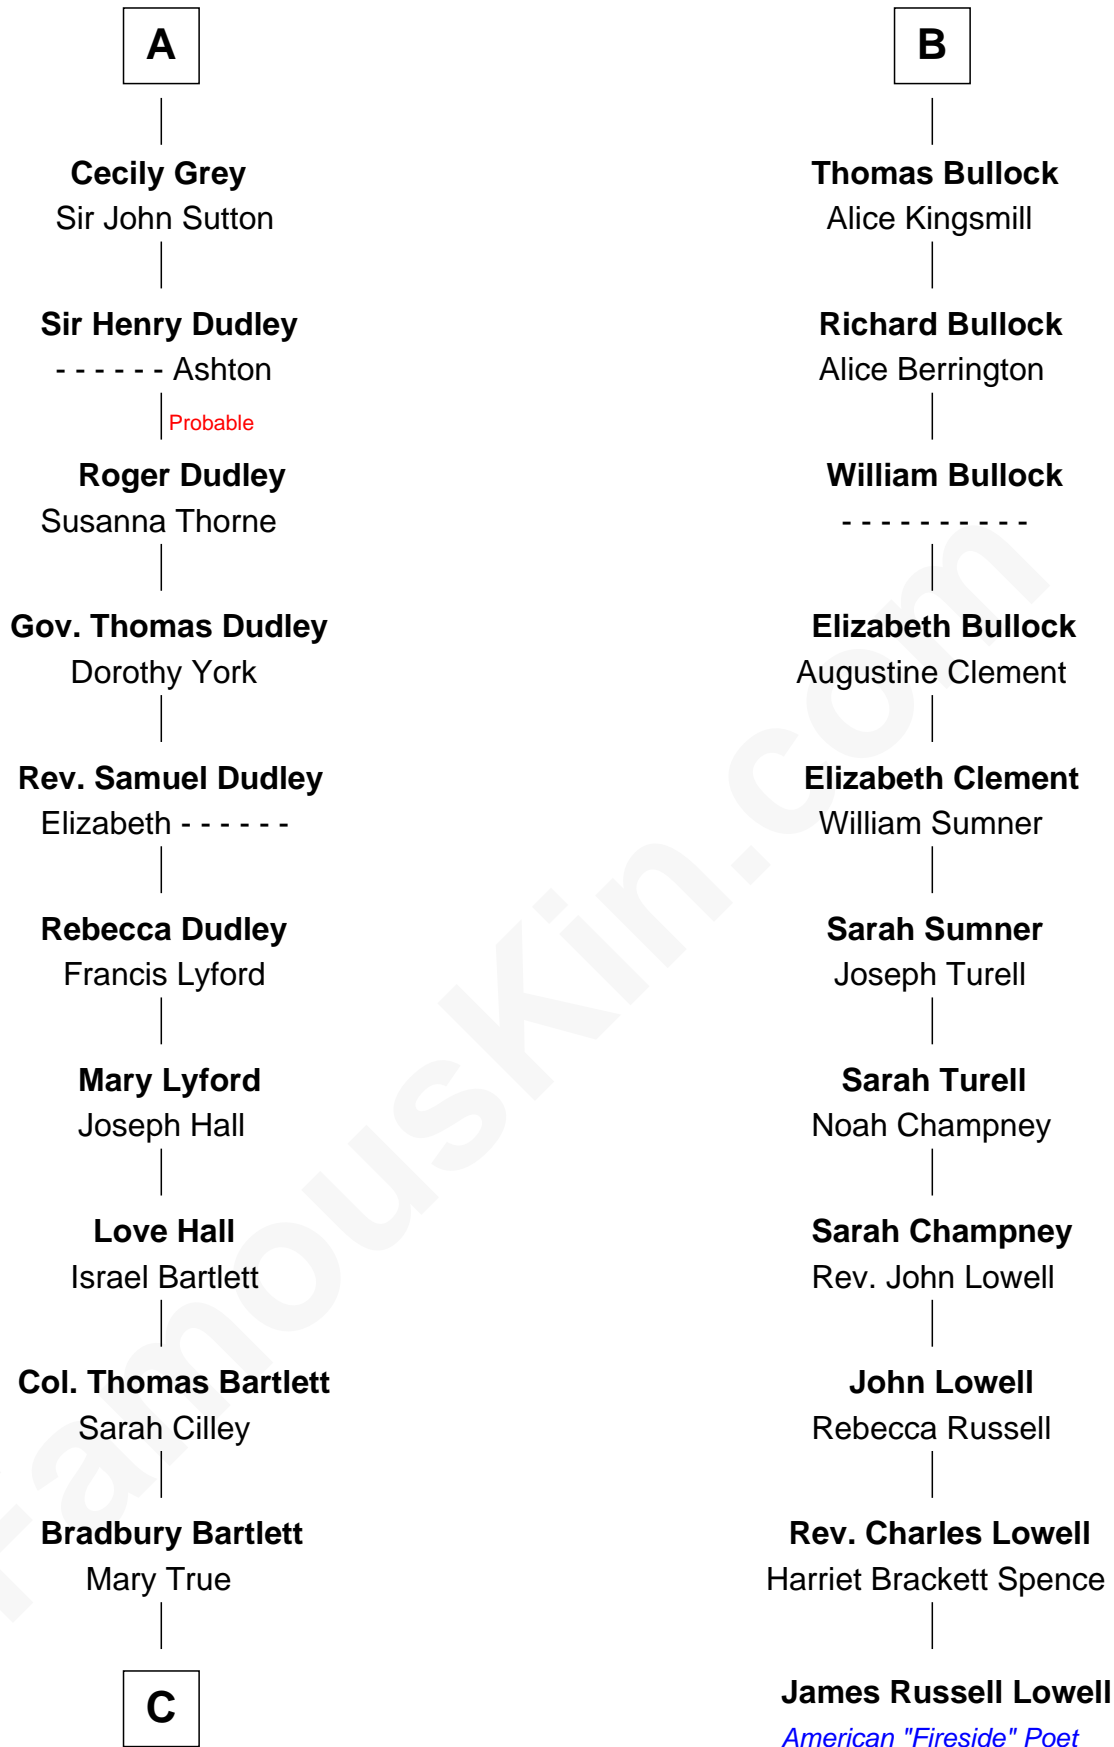 A
Cecily Grey
Sir John Sutton
Sir Henry Dudley
- - - - - - Ashton
Probable
Roger Dudley
Susanna Thorne
Gov. Thomas Dudley
Dorothy York
Rev. Samuel Dudley
Elizabeth - - - - - -
Rebecca Dudley
Francis Lyford
Mary Lyford
Joseph Hall
Love Hall
Israel Bartlett
Col. Thomas Bartlett
Sarah Cilley
Bradbury Bartlett
Mary True
C
B
Thomas Bullock
Alice Kingsmill
Richard Bullock
Alice Berrington
William Bullock
- - - - - - - - - -
Elizabeth Bullock
Augustine Clement
Elizabeth Clement
William Sumner
Sarah Sumner
Joseph Turell
Sarah Turell
Noah Champney
Sarah Champney
Rev. John Lowell
John Lowell
Rebecca Russell
Rev. Charles Lowell
Harriet Brackett Spence
James Russell Lowell
American "Fireside" Poet
FamousKin.com